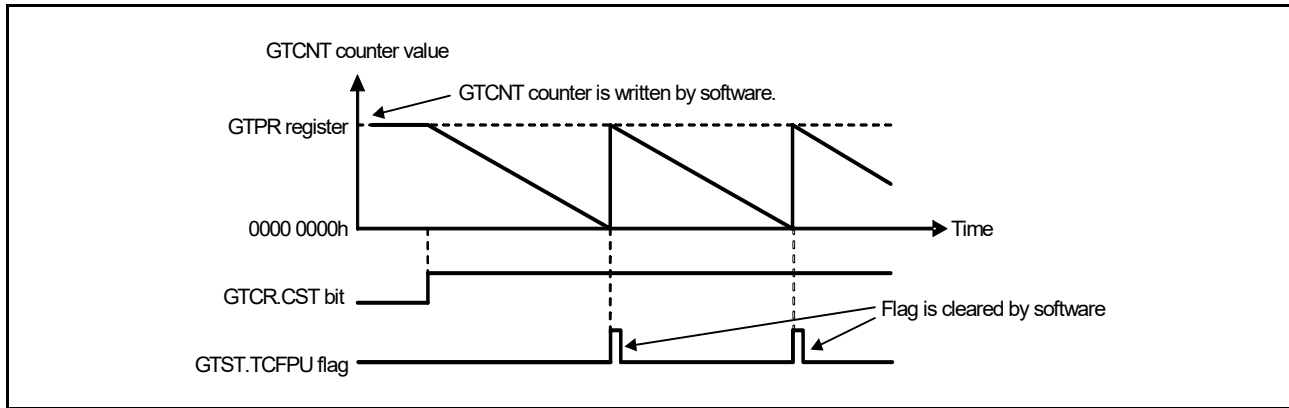 GTCNT counter value
GTCNT counter is written by software.
GTPR register
0000 0000h
Time
GTCR.CST bit
Flag is cleared by software
GTST.TCFPU flag